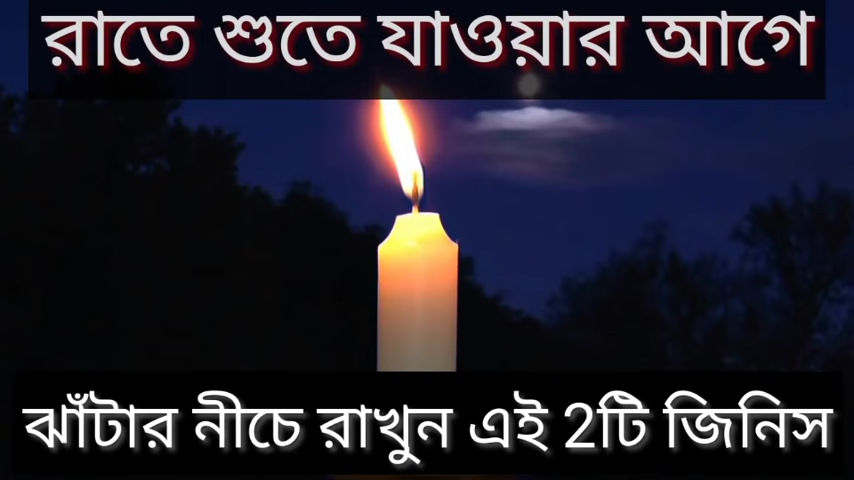 রাতে শুতে যাওয়ার আগে
ঝাঁটার নীচে রাখুন এই 2টি জিনিস